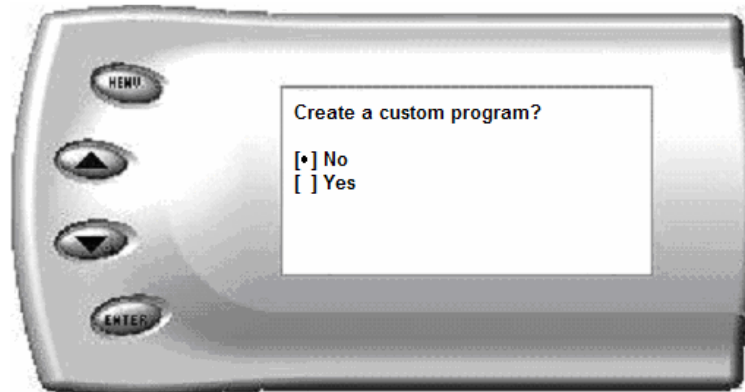 MENU
Create a custom program?
[•] No
[ ] Yes
ENTER